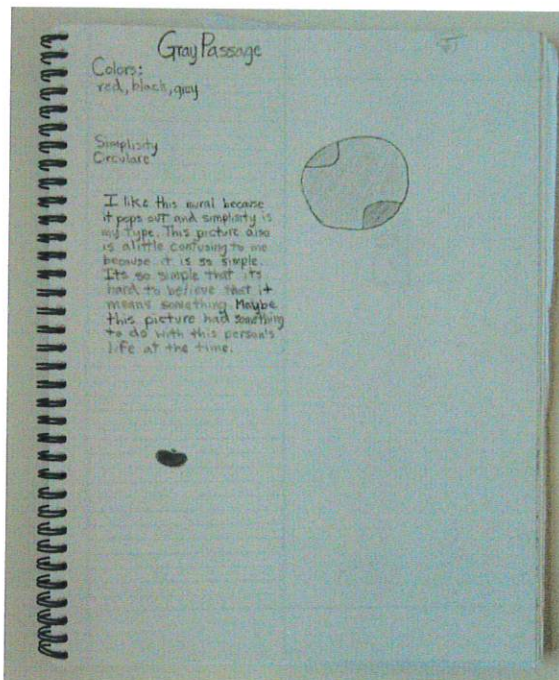 Gray Passage
Colors:
red, black, gray
Simplisity
Circulare
I like this mural because
it pops out and simplisity is
my type. This picture also
is alittle confusing to me
because it is so simple.
Its so simple that its
hard to believe that it
means something. Maybe
this picture had something
to do with this person's
life at the time.